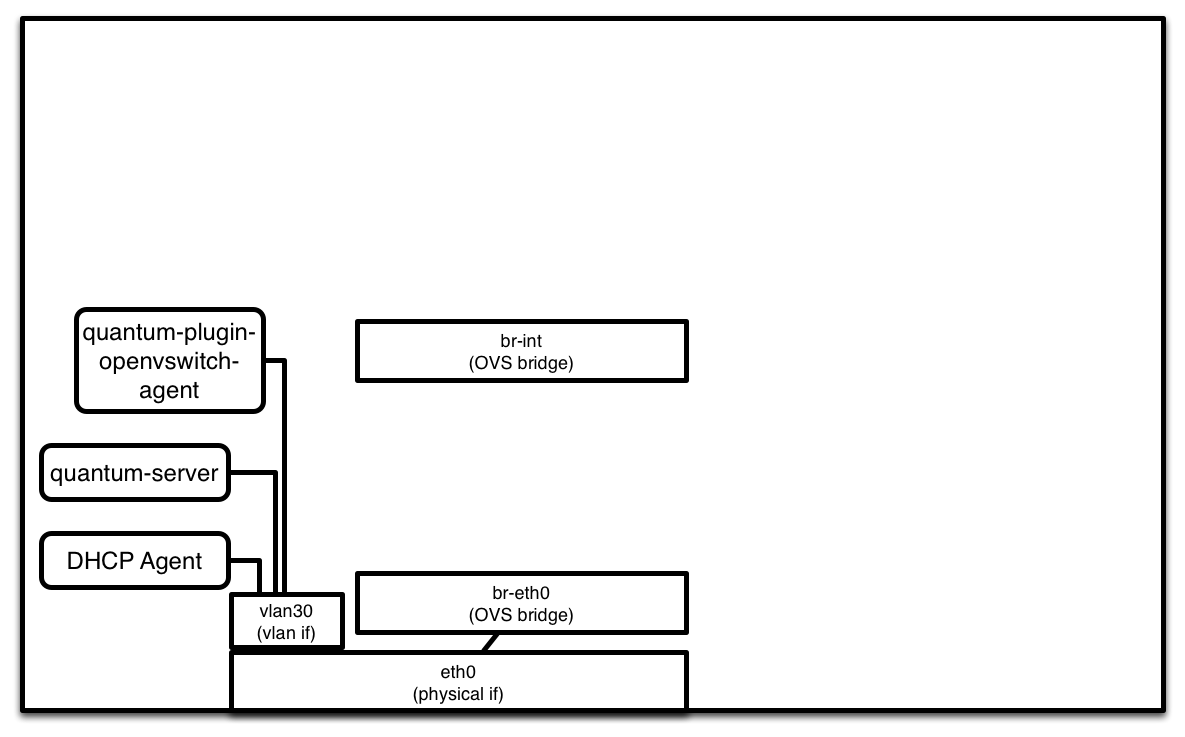 quantum-plugin-
openvswitch-
agent
br-int
(OVS bridge)
quantum-server
DHCP Agent
vlan30
(vlan if)
br-eth0
(OVS bridge)
eth0
(physical if)